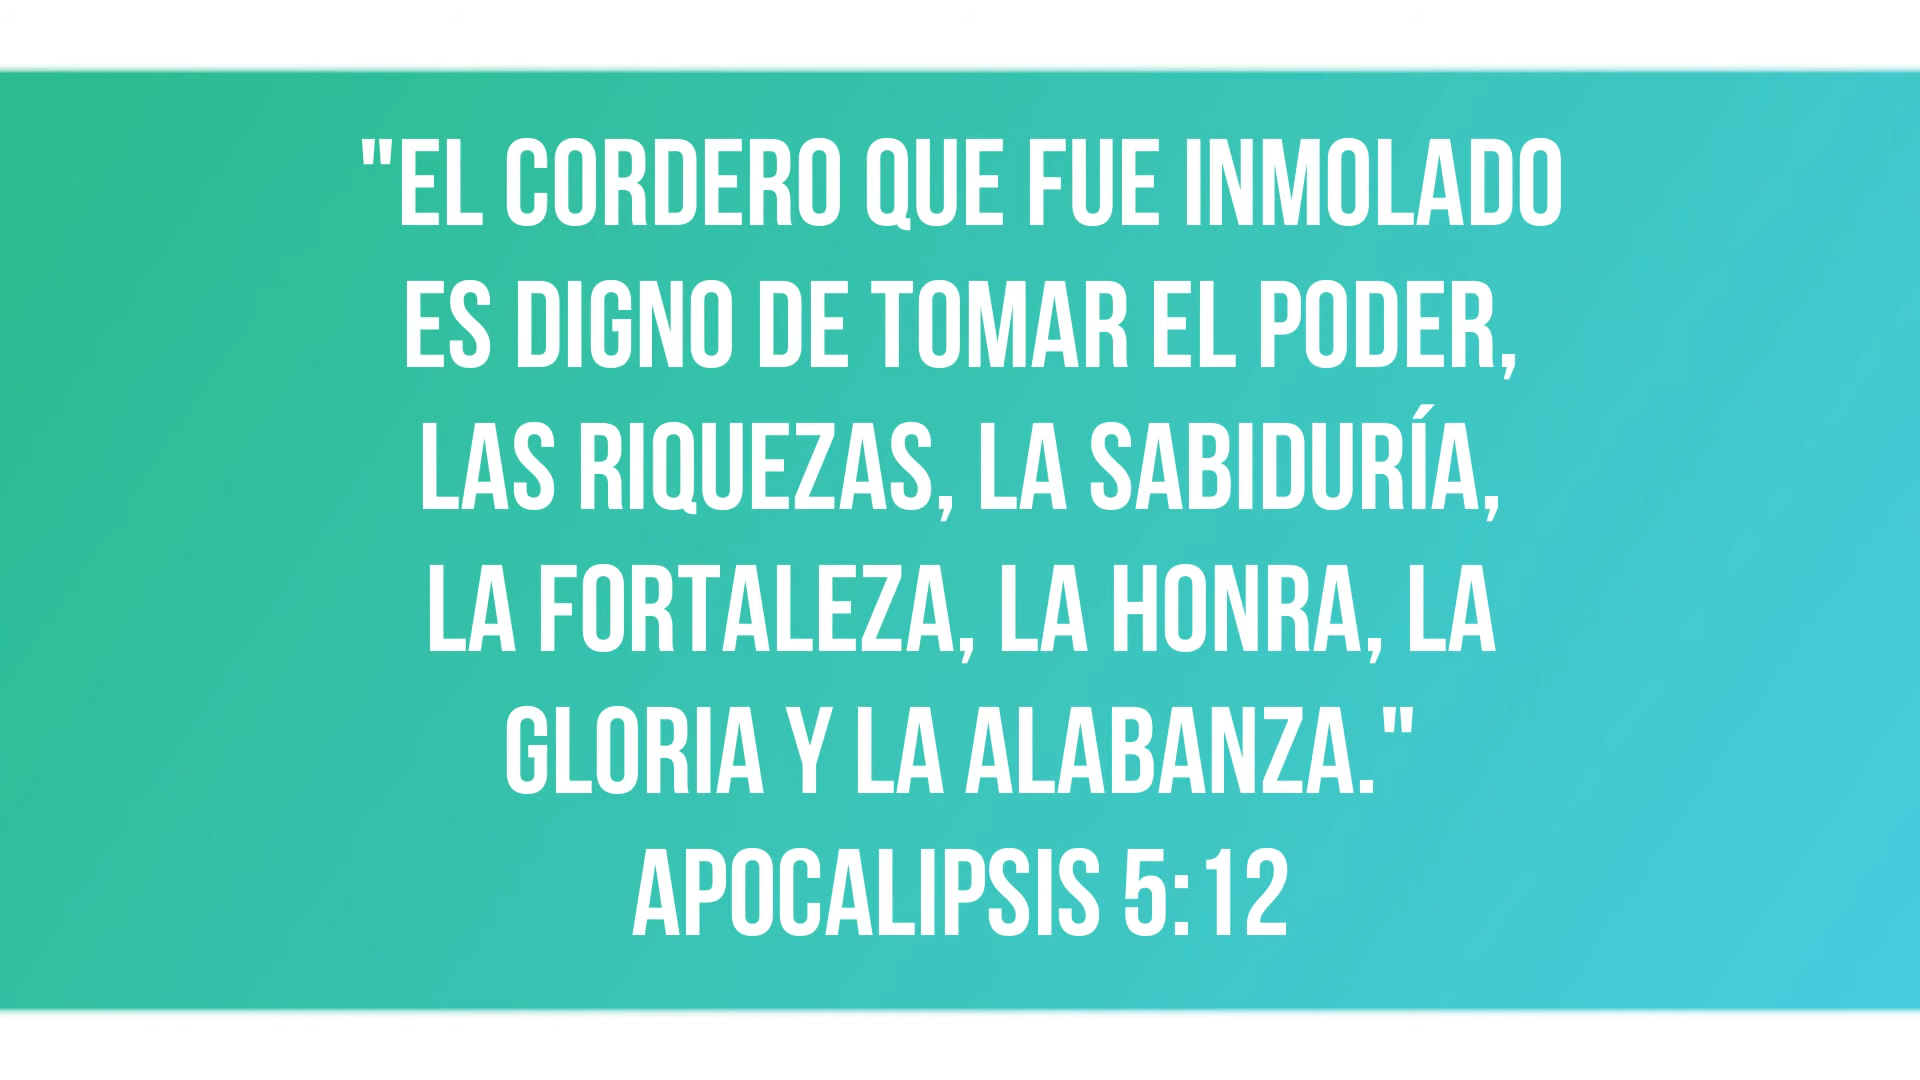 "EL CORDERO QUE FUE INMOLADO
ES DIGNO DE TOMAR EL PODER,
LAS RIQUEZAS, LA SABIDURÍA,
LA FORTALEZA, LA HONRA, LA
GLORIA Y LA ALABANZA."
APOCALIPSIS 5:12